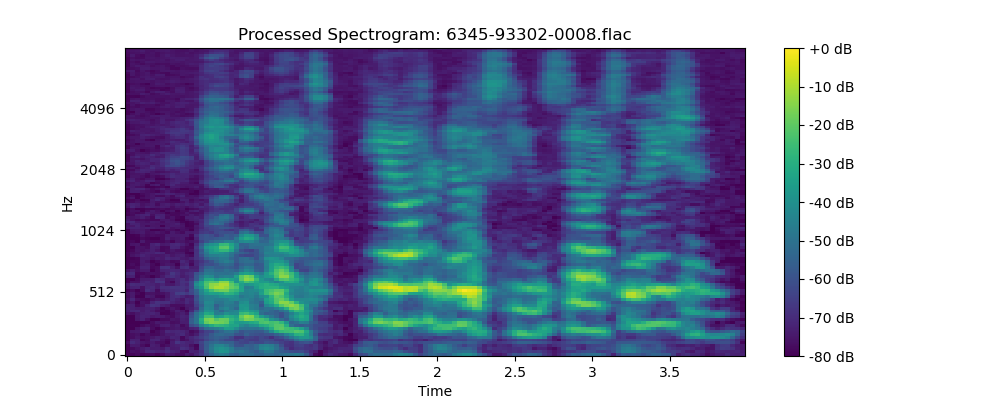 Processed Spectrogram: 6345-93302-0008.flac
Hz
4096
2048
1024
512
0
0
0.5
1
1.5
2
2.5
3
3.5
Time
+0 dB
-10 dB
-20 dB
-30 dB
-40 dB
-50 dB
-60 dB
-70 dB
-80 dB